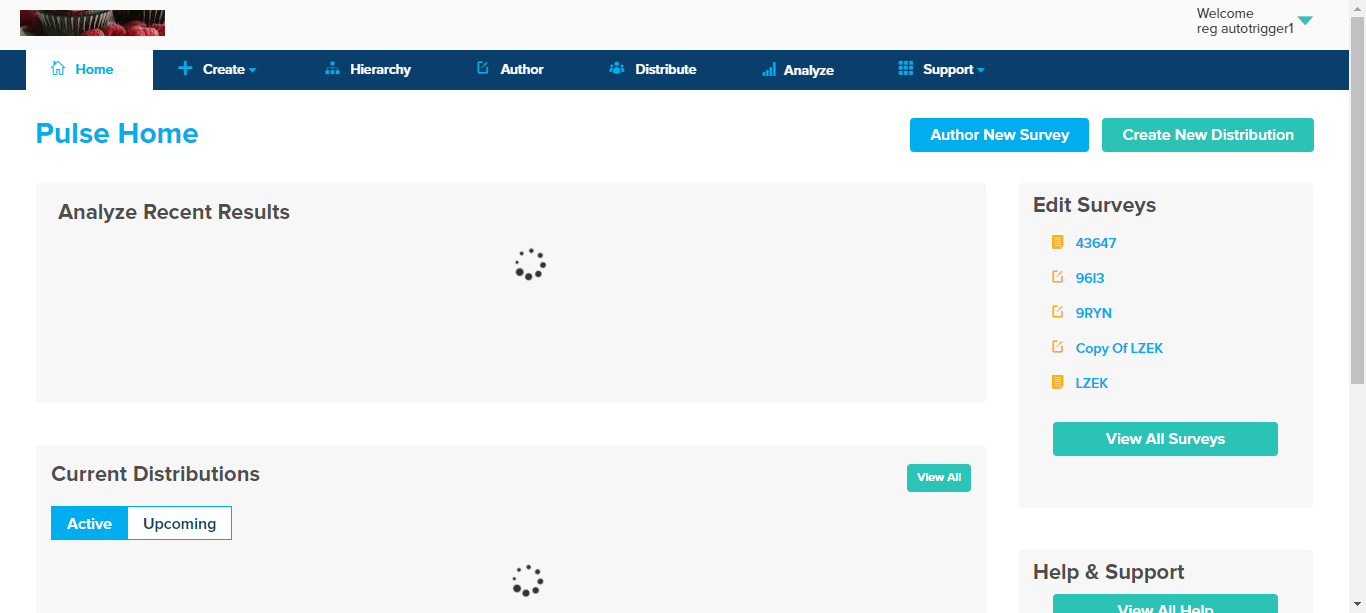 Welcome
reg autotrigger1
Home
Create
Hierarchy
Author
Distribute
Analyze
Support
Pulse Home
Author New Survey
Create New Distribution
Analyze Recent Results
Edit Surveys
43647
96I3
9RYN
Copy Of LZEK
LZEK
View All Surveys
Current Distributions
View All
Active
Upcoming
Help & Support
View All Help